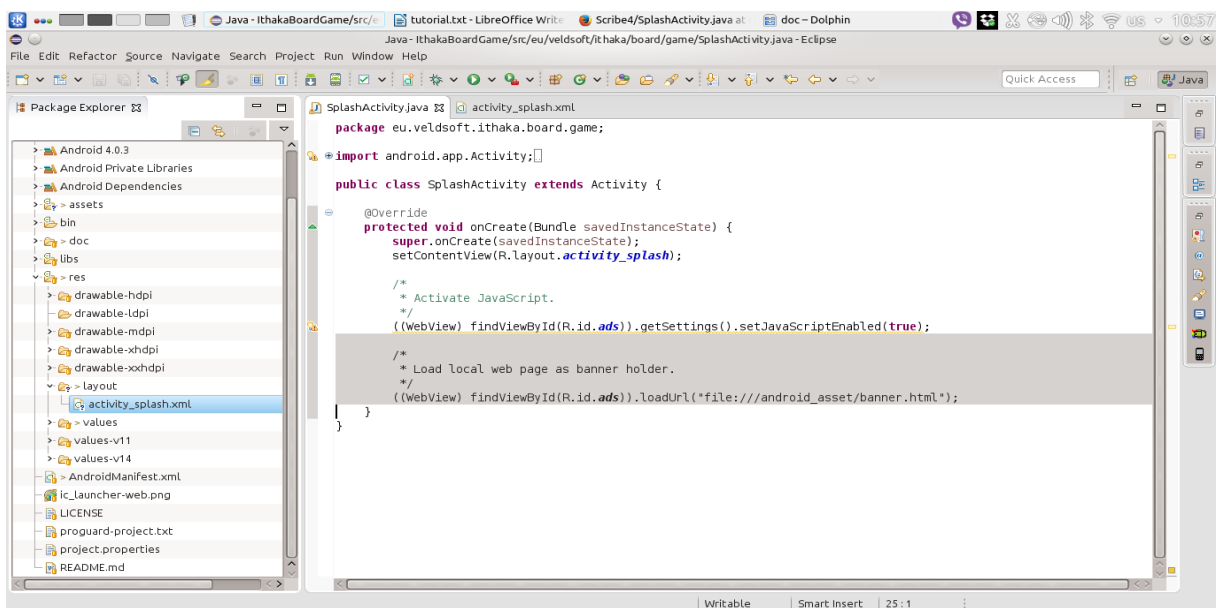 Java - IthakaBoardGame/src/e
tutorial.txt - LibreOffice Write
Scribe4/SplashActivity.java at
doc – Dolphin
us
10:57
Java - IthakaBoardGame/src/eu/veldsoft/ithaka/board/game/SplashActivity.java - Eclipse
File Edit Refactor Source Navigate Search Project Run Window Help
Quick Access
Java
Package Explorer
Android 4.0.3
Android Private Libraries
Android Dependencies
> assets
bin
> doc
libs
> res
drawable-hdpi
drawable-ldpi
drawable-mdpi
drawable-xhdpi
drawable-xxhdpi
> layout
activity_splash.xml
> values
values-v11
values-v14
> AndroidManifest.xml
ic_launcher-web.png
LICENSE
proguard-project.txt
project.properties
README.md
SplashActivity.java
activity_splash.xml
package eu.veldsoft.ithaka.board.game;
import android.app.Activity;
public class SplashActivity extends Activity {
@Override
protected void onCreate(Bundle savedInstanceState) {
super.onCreate(savedInstanceState);
setContentView(R.layout.activity_splash);
/*
* Activate JavaScript.
*/
((WebView) findViewById(R.id.ads)).getSettings().setJavaScriptEnabled(true);
/*
* Load local web page as banner holder.
*/
((WebView) findViewById(R.id.ads)).loadUrl("file:///android_asset/banner.html");
}
}
Writable
Smart Insert
25 : 1